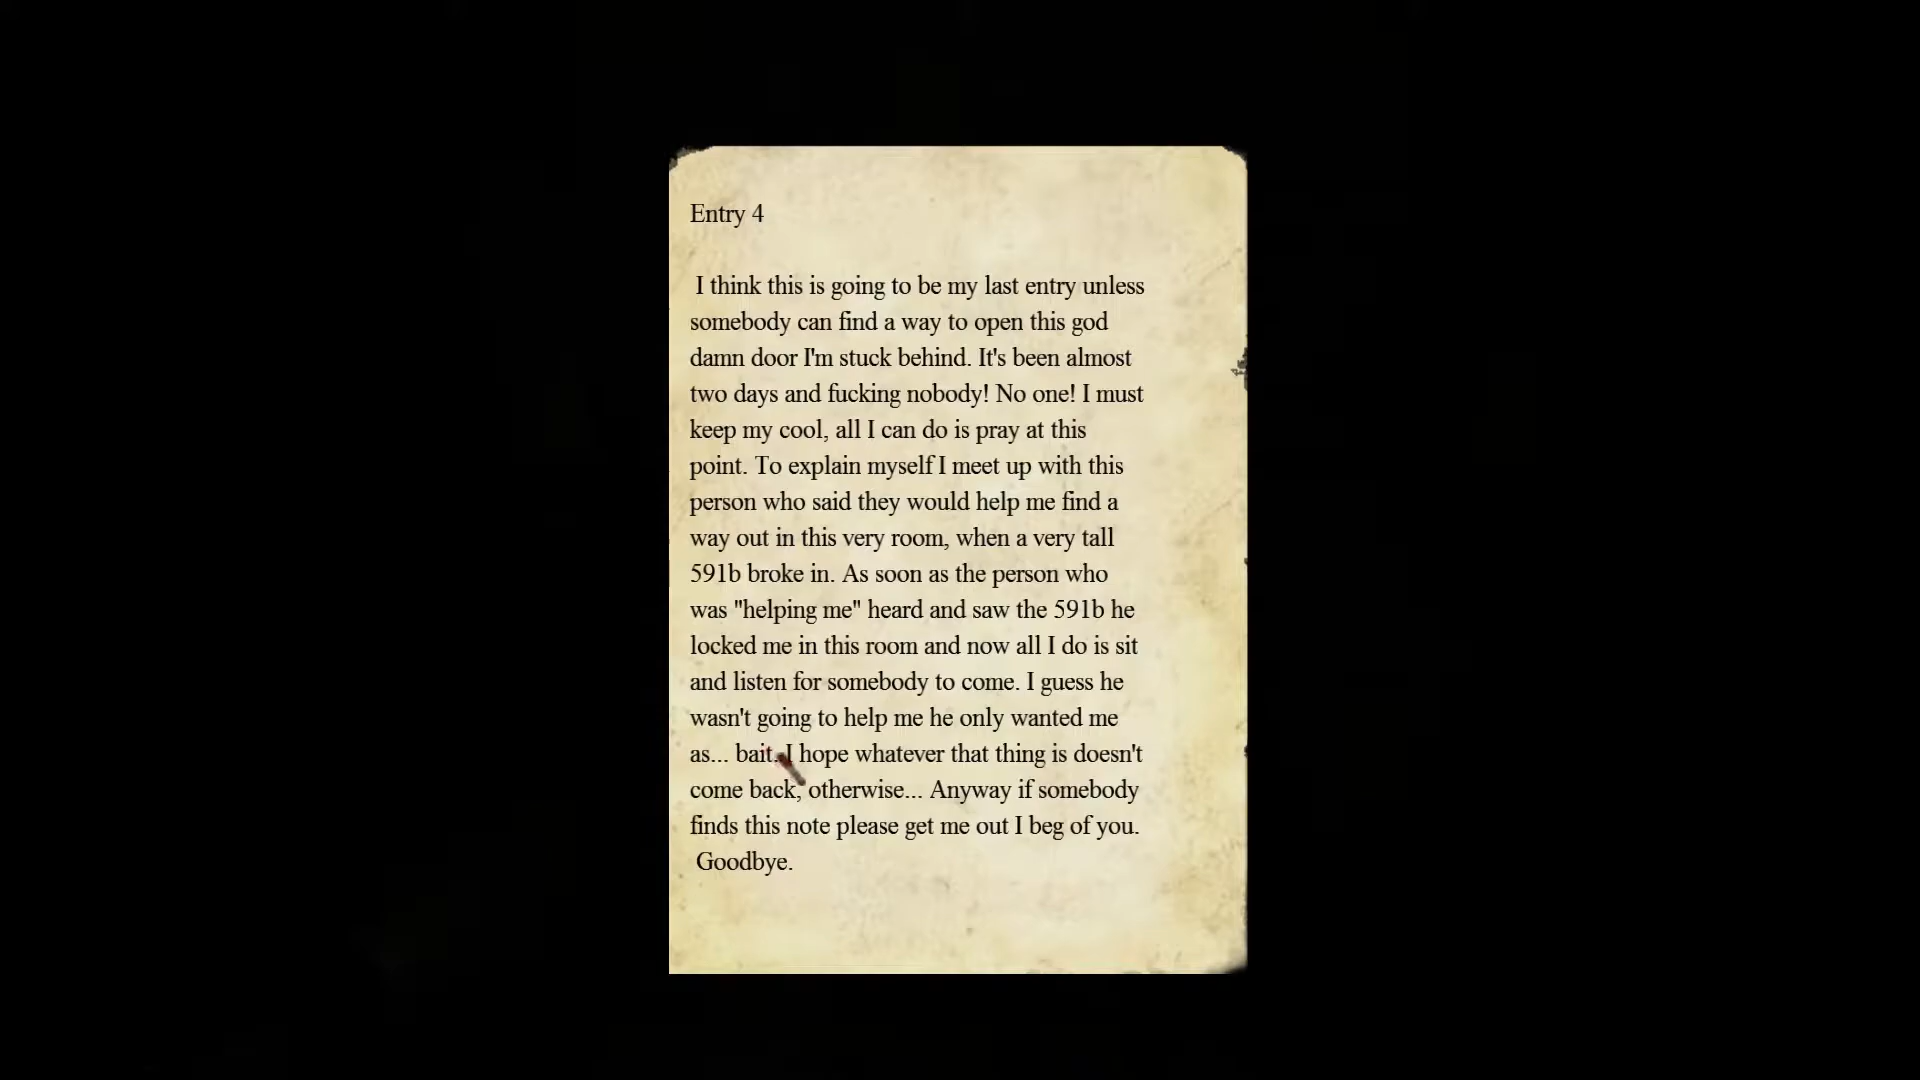 Entry 4
I think this is going to be my last entry unless
somebody can find a way to open this god
damn door I'm stuck behind. It's been almost
two days and fucking nobody! No one! I must
keep my cool, all I can do is pray at this
point. To explain myself I meet up with this
person who said they would help me find a
way out in this very room, when a very tall
591b broke in. As soon as the person who
was "helping me" heard and saw the 591b he
locked me in this room and now all I do is sit
and listen for somebody to come. I guess he
wasn't going to help me he only wanted me
as... bait. I hope whatever that thing is doesn't
come back, otherwise... Anyway if somebody
finds this note please get me out I beg of you.
Goodbye.